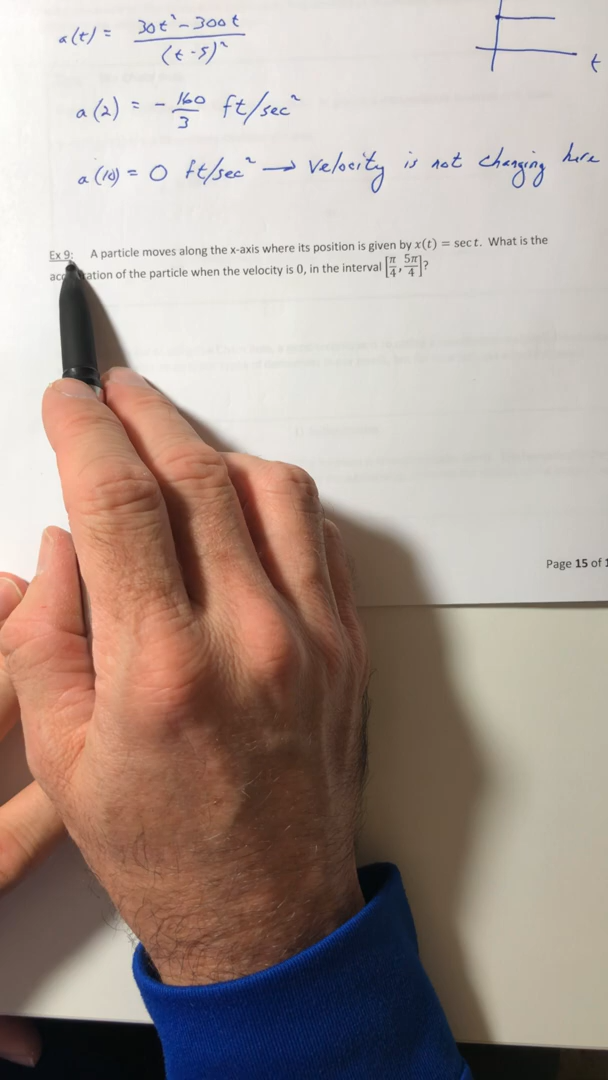 a(t) = 30t² - 300t / (t - 5)²
t
a(2) = - 160/3 ft/sec²
a(10) = 0 ft/sec² → Velocity is not changing here
Ex 9: A particle moves along the x-axis where its position is given by x(t) = sec t. What is the
of the particle when the velocity is 0, in the interval [π/4, 5π/4]?
Page 15 of